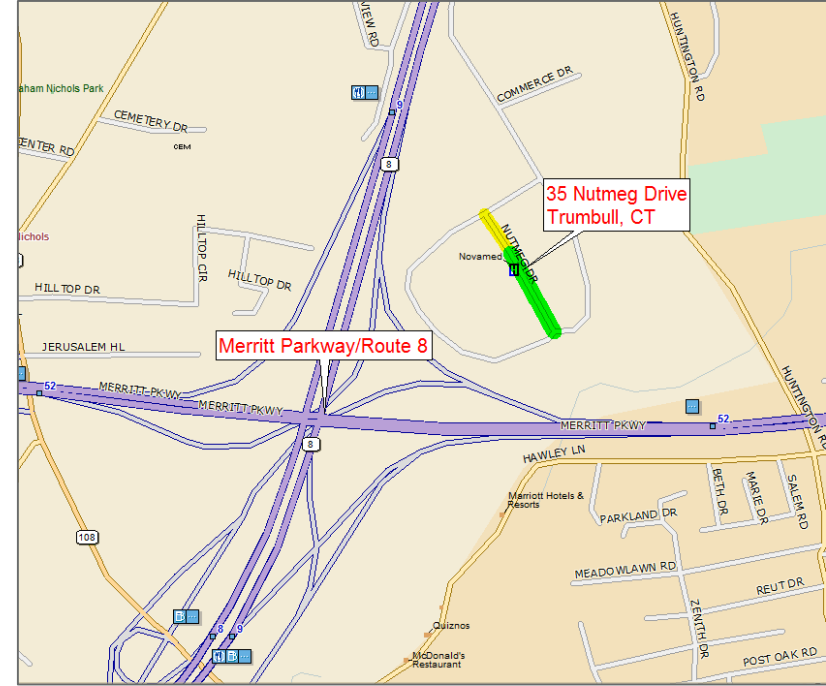 VIEW RD
HUNTINGTON RD
COMMERCE DR
aham Nichols Park
9
CEMETERY DR
CEM
ENTER RD
8
35 Nutmeg Drive
Trumbull, CT
NUTMEG DR
Novamed
ichols
HILLTOP CIR
HILLTOP DR
HILLTOP DR
JERUSALEM HL
Merritt Parkway/Route 8
52
MERRITT PKWY
MERRITT PKWY
MERRITT PKWY
52
HUNTINGTON RD
8
HAWLEY LN
Marriott Hotels &
Resorts
PARKLAND DR
BETH DR
MARIE DR
SALEM RD
108
MEADOWLAWN RD
REUT DR
ZENITH DR
Quiznos
8
9
McDonald's
Restaurant
POST OAK RD